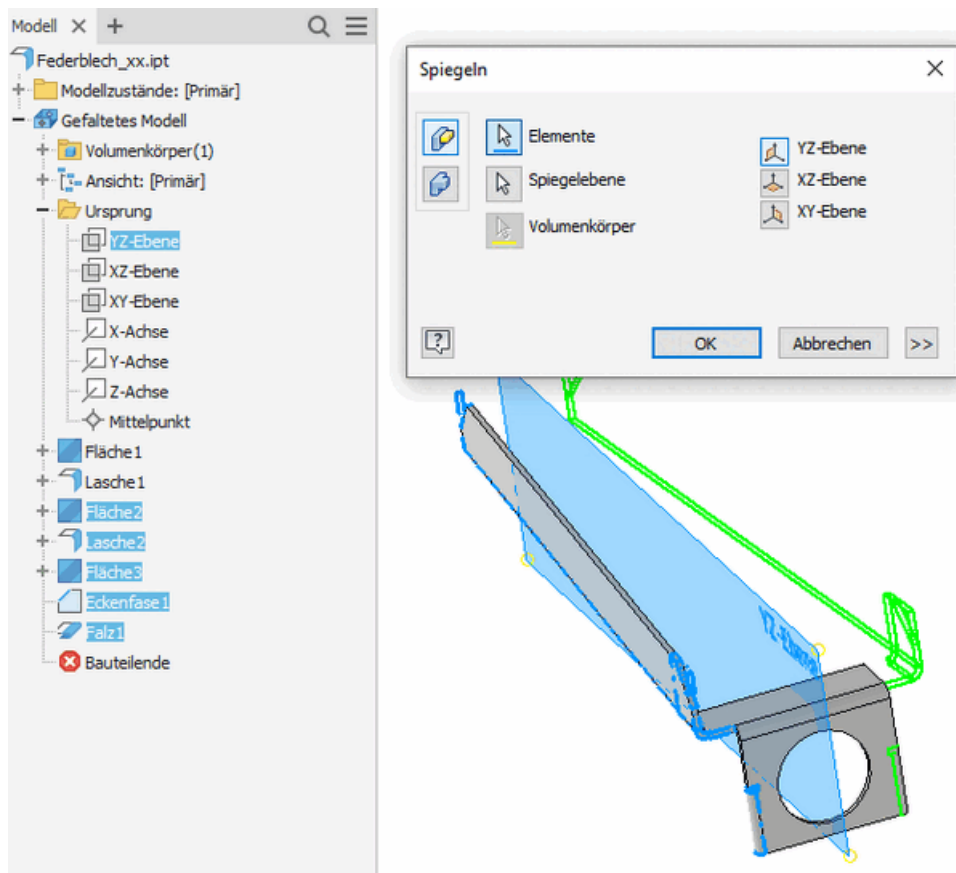 Modell
Federblech_xx.ipt
Modellzustände: [Primär]
Gefaltetes Modell
Volumenkörper(1)
Ansicht: [Primär]
Ursprung
YZ-Ebene
XZ-Ebene
XY-Ebene
X-Achse
Y-Achse
Z-Achse
Mittelpunkt
Fläche1
Lasche1
Fläche2
Lasche2
Fläche3
Eckenfase1
Falz1
Bauteilende
Spiegeln
Elemente
Spiegelebene
Volumenkörper
YZ-Ebene
XZ-Ebene
XY-Ebene
?
OK
Abbrechen
>>
YZ-Ebene